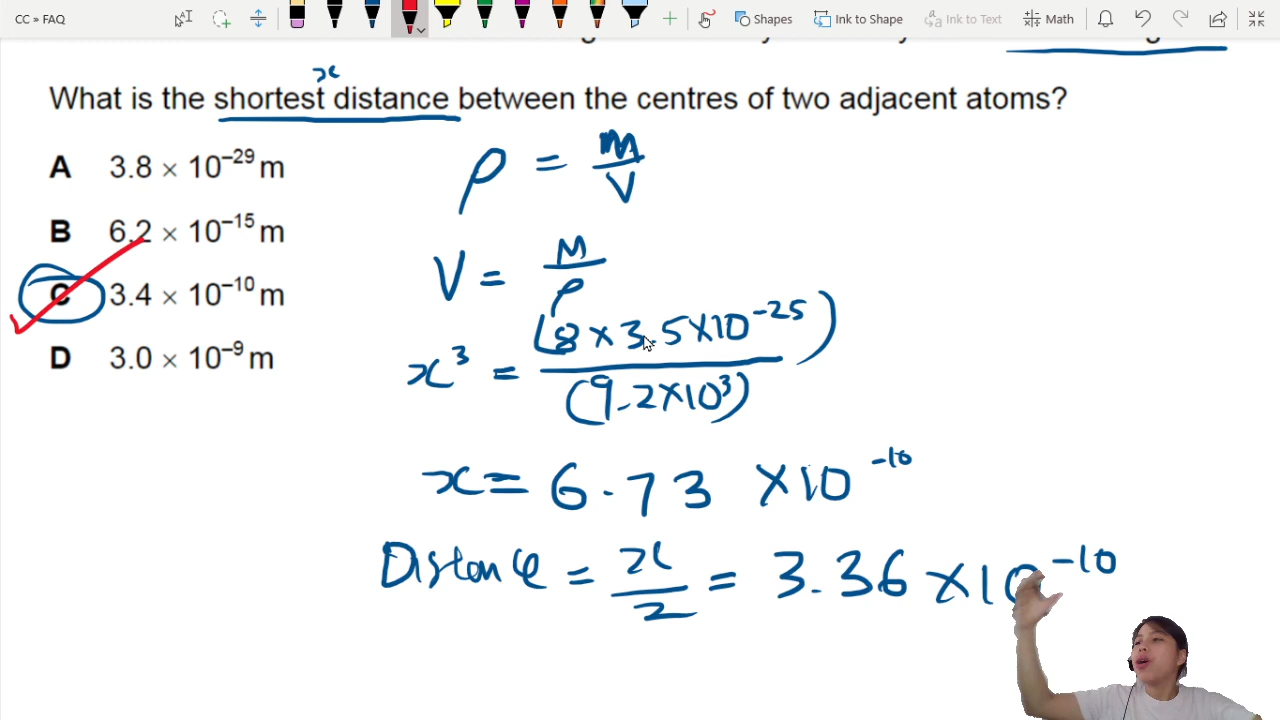 CC » FAQ
Shapes
Ink to Shape
Ink to Text
Math
x
What is the shortest distance between the centres of two adjacent atoms?
A 3.8 × 10⁻²⁹ m
B 6.2 × 10⁻¹⁵ m
C 3.4 × 10⁻¹⁰ m
D 3.0 × 10⁻⁹ m
ρ = m/V
V = M/ρ
x³ = (8×3.5×10⁻²⁵)/(9.2×10³)
x = 6.73 ×10⁻¹⁰
Distance = x/2 = 3.36 ×10⁻¹⁰